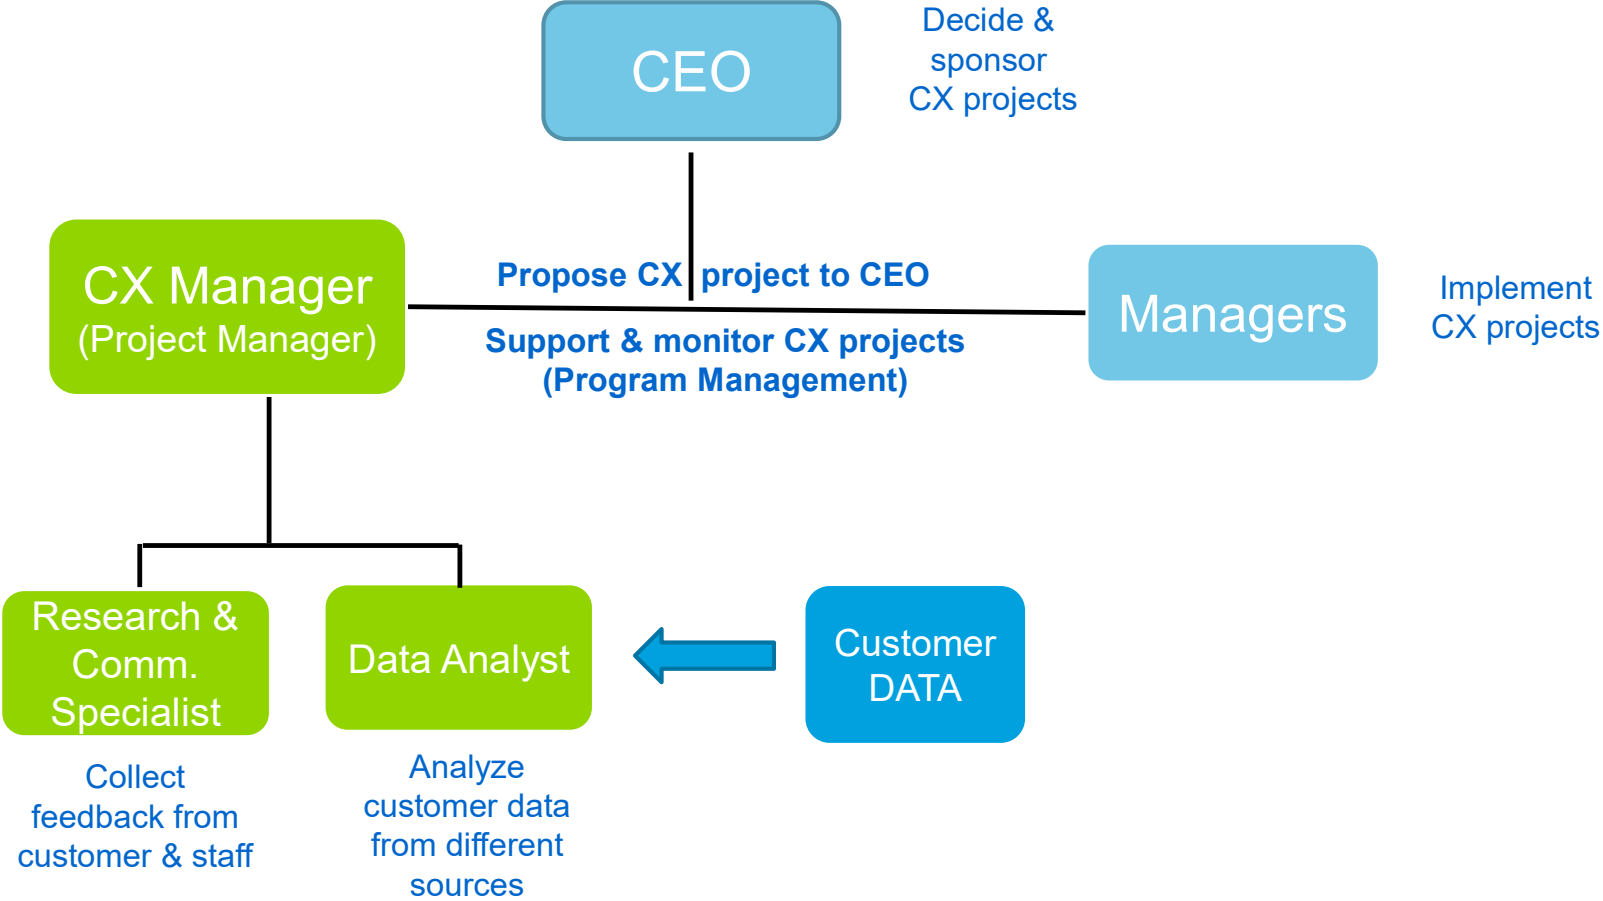 CEO
Decide &
sponsor
CX projects
CX Manager
(Project Manager)
Propose CX project to CEO
Support & monitor CX projects
(Program Management)
Managers
Implement
CX projects
Research &
Comm.
Specialist
Collect
feedback from
customer & staff
Data Analyst
Analyze
customer data
from different
sources
Customer
DATA